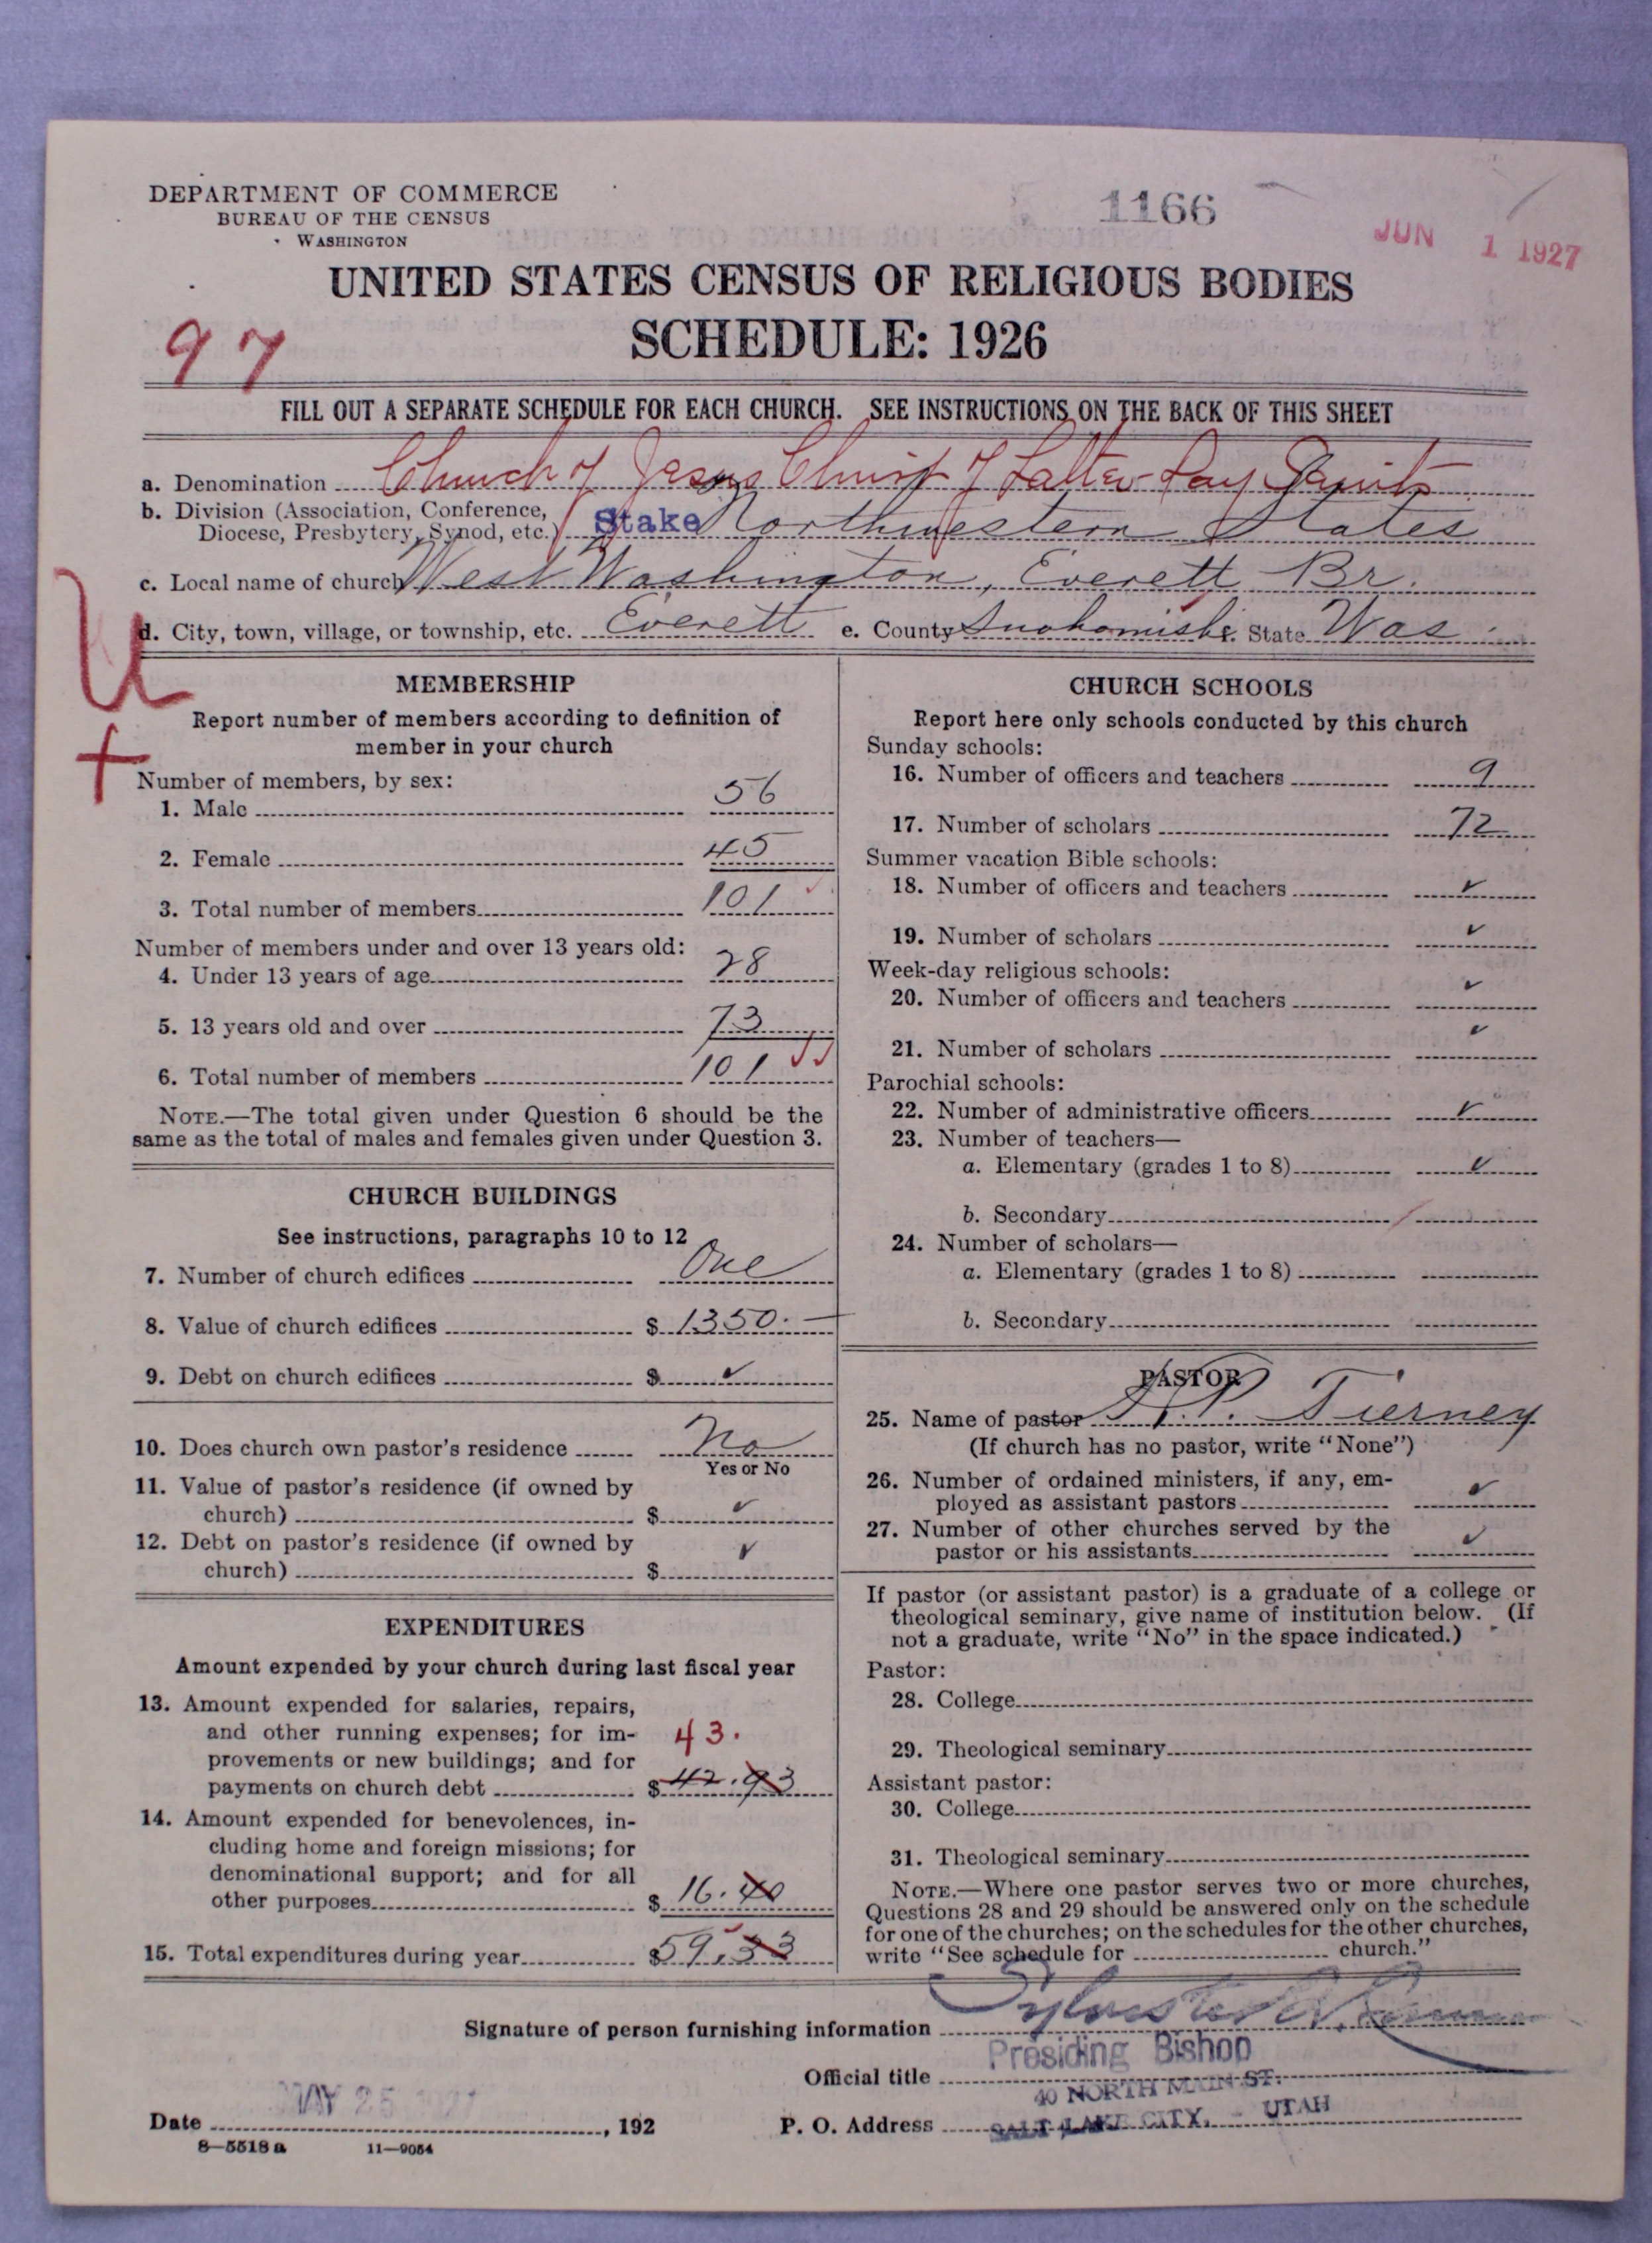 DEPARTMENT OF COMMERCE
BUREAU OF THE CENSUS
WASHINGTON
1166
JUN 1 1927
UNITED STATES CENSUS OF RELIGIOUS BODIES
SCHEDULE: 1926
97
FILL OUT A SEPARATE SCHEDULE FOR EACH CHURCH. SEE INSTRUCTIONS ON THE BACK OF THIS SHEET
a. Denomination Church of Jesus Christ of Latter-Day Saints
b. Division (Association, Conference, Diocese, Presbytery, Synod, etc.) Stake Northwestern States
c. Local name of church West Washington, Everett Br.
d. City, town, village, or township, etc. Everett e. County Snohomish. State Was
U
+
MEMBERSHIP
Report number of members according to definition of
member in your church
Number of members, by sex:
1. Male 56
2. Female 45
3. Total number of members 101
Number of members under and over 13 years old:
4. Under 13 years of age 28
5. 13 years old and over 73
6. Total number of members 101
NOTE.—The total given under Question 6 should be the
same as the total of males and females given under Question 3.
CHURCH BUILDINGS
See instructions, paragraphs 10 to 12
7. Number of church edifices One
8. Value of church edifices $ 1350.—
9. Debt on church edifices $ ✓
10. Does church own pastor's residence No
Yes or No
11. Value of pastor's residence (if owned by
church) $ ✓
12. Debt on pastor's residence (if owned by
church) $ ✓
EXPENDITURES
Amount expended by your church during last fiscal year
13. Amount expended for salaries, repairs,
and other running expenses; for im-
provements or new buildings; and for
payments on church debt 43. $ 42.93
14. Amount expended for benevolences, in-
cluding home and foreign missions; for
denominational support; and for all
other purposes $ 16.40
15. Total expenditures during year $ 59.33
CHURCH SCHOOLS
Report here only schools conducted by this church
Sunday schools:
16. Number of officers and teachers 9
17. Number of scholars 72
Summer vacation Bible schools:
18. Number of officers and teachers ✓
19. Number of scholars ✓
Week-day religious schools:
20. Number of officers and teachers ✓
21. Number of scholars ✓
Parochial schools:
22. Number of administrative officers ✓
23. Number of teachers—
a. Elementary (grades 1 to 8) ✓
b. Secondary
24. Number of scholars—
a. Elementary (grades 1 to 8)
b. Secondary
PASTOR
25. Name of pastor P. Tierney
(If church has no pastor, write "None")
26. Number of ordained ministers, if any, em-
ployed as assistant pastors ✓
27. Number of other churches served by the
pastor or his assistants ✓
If pastor (or assistant pastor) is a graduate of a college or
theological seminary, give name of institution below. (If
not a graduate, write "No" in the space indicated.)
Pastor:
28. College
29. Theological seminary
Assistant pastor:
30. College
31. Theological seminary
NOTE.—Where one pastor serves two or more churches,
Questions 28 and 29 should be answered only on the schedule
for one of the churches; on the schedules for the other churches,
write "See schedule for church."
Signature of person furnishing information Sylvester Q. Cannon
Official title Presiding Bishop
40 NORTH MAIN ST.
Date MAY 25 1927, 192
P. O. Address SALT LAKE CITY, - UTAH
8—5518 a 11—9054